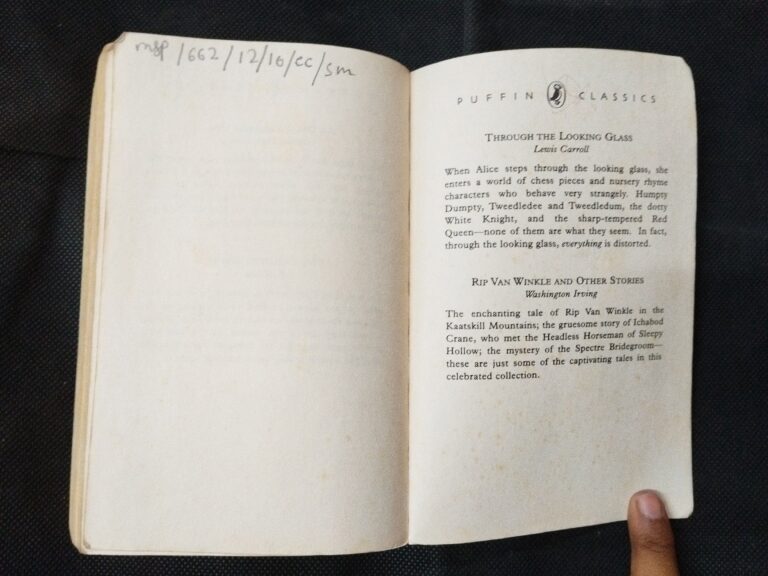 msp/662/12/10/ec/sm
PUFFIN CLASSICS
THROUGH THE LOOKING GLASS
Lewis Carroll
When Alice steps through the looking glass, she
enters a world of chess pieces and nursery rhyme
characters who behave very strangely. Humpty
Dumpty, Tweedledee and Tweedledum, the dotty
White Knight, and the sharp-tempered Red
Queen—none of them are what they seem. In fact,
through the looking glass, everything is distorted.
RIP VAN WINKLE AND OTHER STORIES
Washington Irving
The enchanting tale of Rip Van Winkle in the
Kaatskill Mountains; the gruesome story of Ichabod
Crane, who met the Headless Horseman of Sleepy
Hollow; the mystery of the Spectre Bridegroom—
these are just some of the captivating tales in this
celebrated collection.